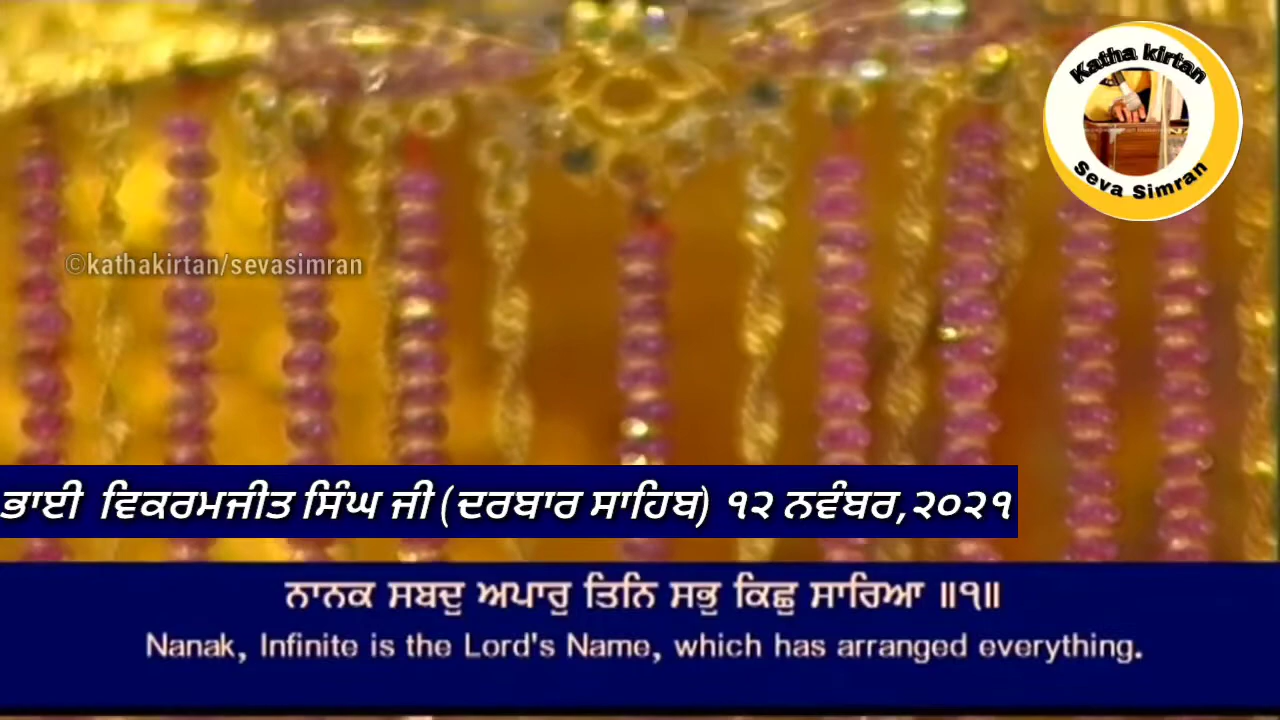 Katha kirtan
Seva Simran
©kathakirtan/sevasimran
ਭਾਈ ਵਿਕਰਮਜੀਤ ਸਿੰਘ ਜੀ (ਦਰਬਾਰ ਸਾਹਿਬ) ੧੨ ਨਵੰਬਰ,੨੦੨੧
ਨਾਨਕ ਸਬਦੁ ਅਪਾਰੁ ਤਿਨਿ ਸਭੁ ਕਿਛੁ ਸਾਰਿਆ ॥੧॥
Nanak, Infinite is the Lord's Name, which has arranged everything.